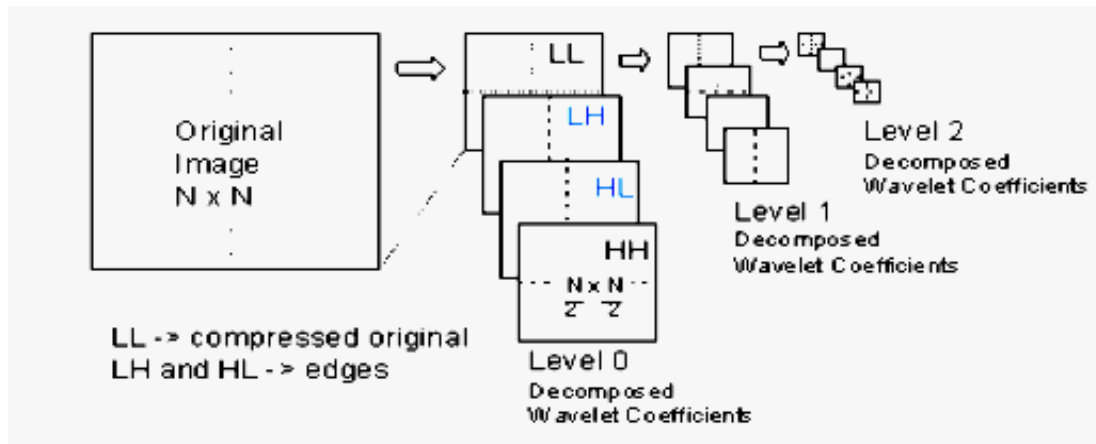 Original
Image
N x N
LL
LH
HL
HH
N x N
2 2
LL -> compressed original
LH and HL -> edges
Level 0
Decomposed
Wavelet Coefficients
Level 1
Decomposed
Wavelet Coefficients
Level 2
Decomposed
Wavelet Coefficients